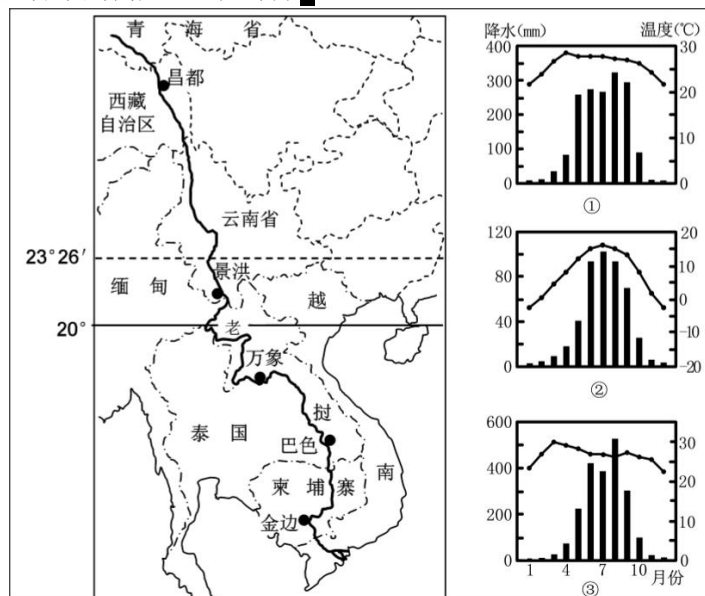 青 海 省
昌都
西藏
自治区
云南省
23°26′
景洪
缅 甸
越
20°
老
万象
挝
泰 国
巴色
南
柬 埔 寨
金边
降水(mm) 温度(℃)
400 30
300 20
200
100 10
0 0
①
120 20
80 10
0
40 -10
0 -20
②
600
400 30
20
200 10
0 0
1 4 7 10 月份
③